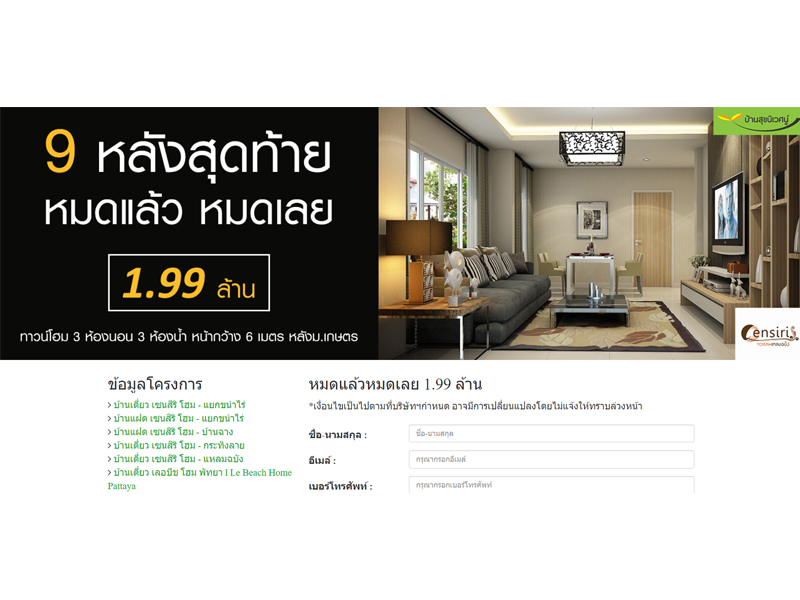 9 หลังสุดท้าย
หมดแล้ว หมดเลย
1.99 ล้าน
ทาวน์โฮม 3 ห้องนอน 3 ห้องน้ำ หน้ากว้าง 6 เมตร หลังม.เกษตร
บ้านสุขนิเวศน์
ensiri
ข้อมูลโครงการ
> บ้านเดี่ยว เซนสิริ โฮม - แยกขนำไร่
> บ้านแฝด เซนสิริ โฮม - แยกขนำไร่
> บ้านแฝด เซนสิริ โฮม - บ้านฉาง
> บ้านเดี่ยว เซนสิริ โฮม - กระทิงลาย
> บ้านเดี่ยว เซนสิริ โฮม - แหลมฉบัง
> บ้านเดี่ยว เลอบีช โฮม พัทยา l Le Beach Home
Pattaya
หมดแล้วหมดเลย 1.99 ล้าน
*เงื่อนไขเป็นไปตามที่บริษัทฯกำหนด อาจมีการเปลี่ยนแปลงโดยไม่แจ้งให้ทราบล่วงหน้า
ชื่อ-นามสกุล : ชื่อ-นามสกุล
อีเมล์ : กรุณากรอกอีเมล์
เบอร์โทรศัพท์ : กรุณากรอกเบอร์โทรศัพท์